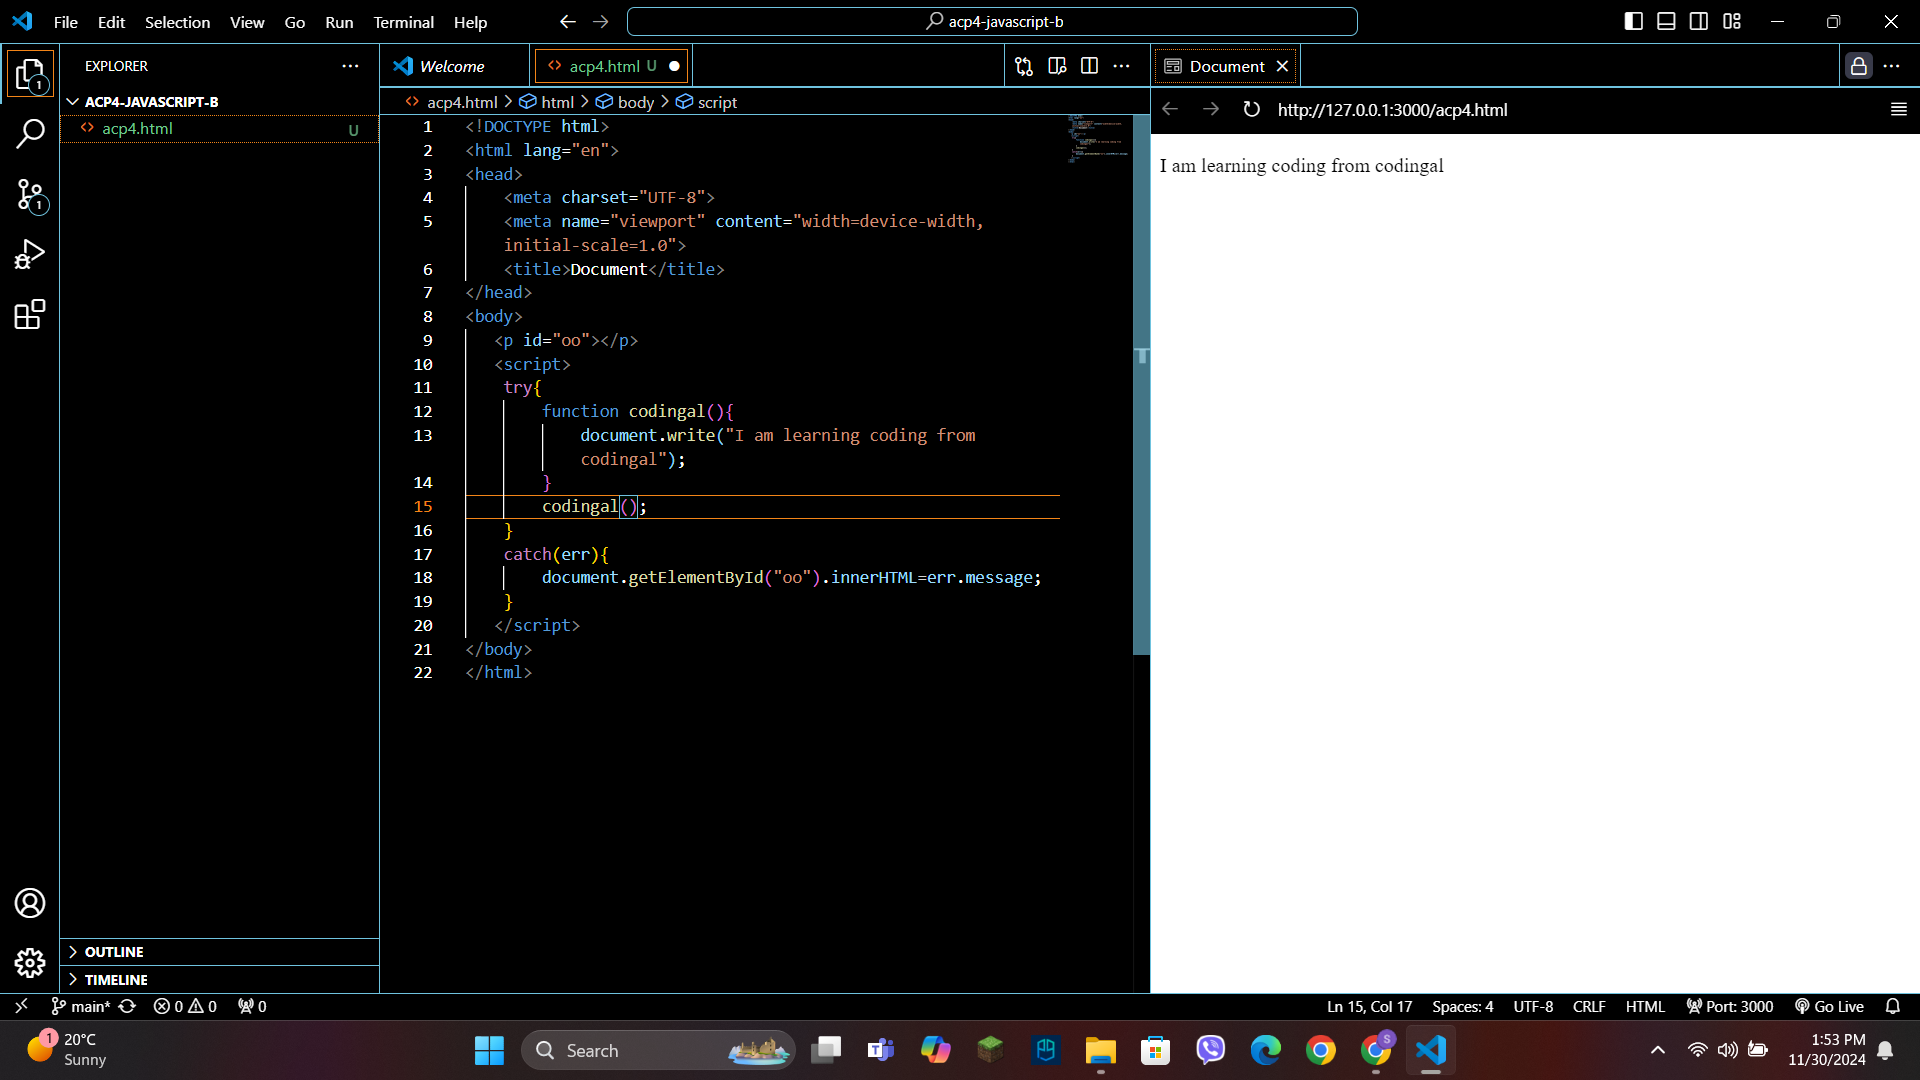 File Edit Selection View Go Run Terminal Help
acp4-javascript-b
EXPLORER
1
ACP4-JAVASCRIPT-B
acp4.html U
1
Welcome
acp4.html U
acp4.html > html > body > script
1 <!DOCTYPE html>
2 <html lang="en">
3 <head>
4 <meta charset="UTF-8">
5 <meta name="viewport" content="width=device-width,
initial-scale=1.0">
6 <title>Document</title>
7 </head>
8 <body>
9 <p id="oo"></p>
10 <script>
11 try{
12 function codingal(){
13 document.write("I am learning coding from
codingal");
14 }
15 codingal();
16 }
17 catch(err){
18 document.getElementById("oo").innerHTML=err.message;
19 }
20 </script>
21 </body>
22 </html>
Document
http://127.0.0.1:3000/acp4.html
I am learning coding from codingal
OUTLINE
TIMELINE
main* 0 0 0
Ln 15, Col 17 Spaces: 4 UTF-8 CRLF HTML Port: 3000 Go Live
1
20°C
Sunny
Search
S
1:53 PM
11/30/2024